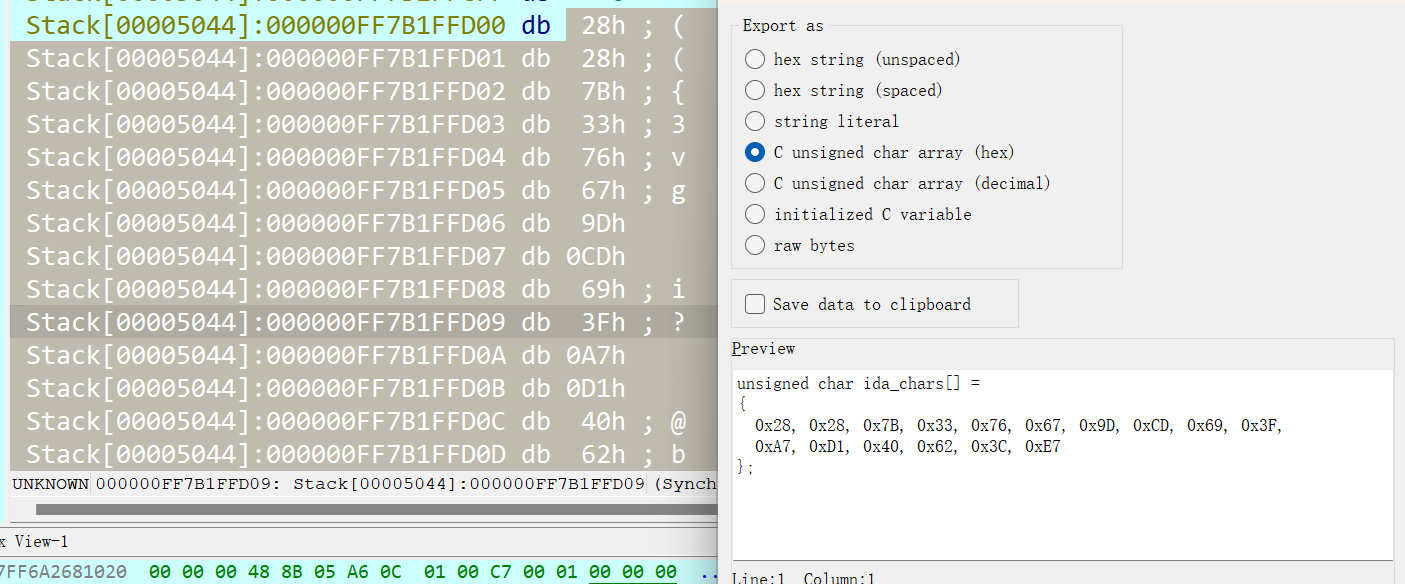 Stack[00005044]:000000FF7B1FFD00 db 28h ; (
Stack[00005044]:000000FF7B1FFD01 db 28h ; (
Stack[00005044]:000000FF7B1FFD02 db 7Bh ; {
Stack[00005044]:000000FF7B1FFD03 db 33h ; 3
Stack[00005044]:000000FF7B1FFD04 db 76h ; v
Stack[00005044]:000000FF7B1FFD05 db 67h ; g
Stack[00005044]:000000FF7B1FFD06 db 9Dh
Stack[00005044]:000000FF7B1FFD07 db 0CDh
Stack[00005044]:000000FF7B1FFD08 db 69h ; i
Stack[00005044]:000000FF7B1FFD09 db 3Fh ; ?
Stack[00005044]:000000FF7B1FFD0A db 0A7h
Stack[00005044]:000000FF7B1FFD0B db 0D1h
Stack[00005044]:000000FF7B1FFD0C db 40h ; @
Stack[00005044]:000000FF7B1FFD0D db 62h ; b
UNKNOWN 000000FF7B1FFD09: Stack[00005044]:000000FF7B1FFD09 (Synch
x View-1
7FF6A2681020 00 00 00 48 8B 05 A6 0C 01 00 C7 00 01 00 00 00 ..
Export as
hex string (unspaced)
hex string (spaced)
string literal
C unsigned char array (hex)
C unsigned char array (decimal)
initialized C variable
raw bytes
Save data to clipboard
Preview
unsigned char ida_chars[] =
{
0x28, 0x28, 0x7B, 0x33, 0x76, 0x67, 0x9D, 0xCD, 0x69, 0x3F,
0xA7, 0xD1, 0x40, 0x62, 0x3C, 0xE7
};
Line:1 Column:1